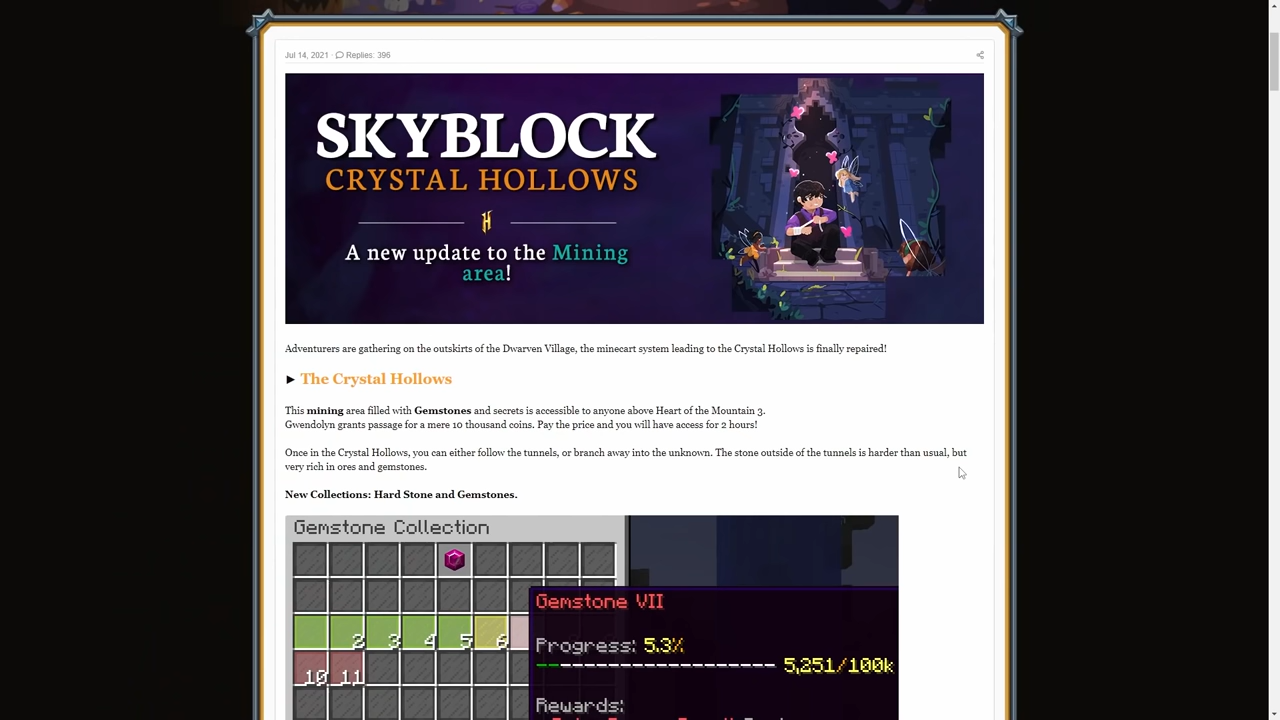 Jul 14, 2021 · Replies: 396
SKYBLOCK
CRYSTAL HOLLOWS
A new update to the Mining
area!
Adventurers are gathering on the outskirts of the Dwarven Village, the minecart system leading to the Crystal Hollows is finally repaired!
► The Crystal Hollows
This mining area filled with Gemstones and secrets is accessible to anyone above Heart of the Mountain 3.
Gwendolyn grants passage for a mere 10 thousand coins. Pay the price and you will have access for 2 hours!
Once in the Crystal Hollows, you can either follow the tunnels, or branch away into the unknown. The stone outside of the tunnels is harder than usual, but
very rich in ores and gemstones.
New Collections: Hard Stone and Gemstones.
Gemstone Collection
Gemstone VII
2 3 4 5 6
Progress: 5.3%
5,251/100k
10 11
Rewards: